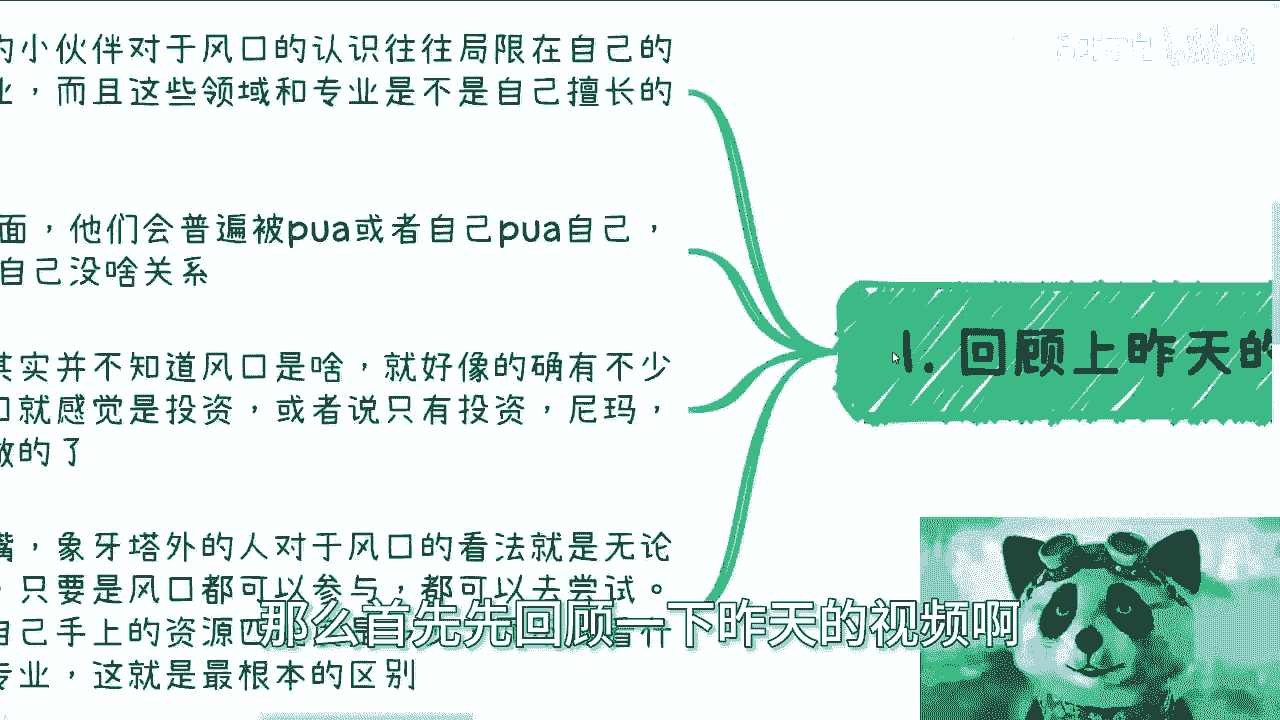 的小伙伴对于风口的认识往往局限在自己的
业，而且这些领域和专业是不是自己擅长的
面，他们会普遍被pua或者自己pua自己，
自己没啥关系
其实并不知道风口是啥，就好像的确有不少
口就感觉是投资，或者说只有投资，尼玛，
做的了
嘴，象牙塔外的人对于风口的看法就是无论
，只要是风口都可以参与，都可以去尝试。
自己手上的资源匹
专业，这就是最根本的区别
1. 回顾上昨天的
那么首先先回顾一下昨天的视频啊